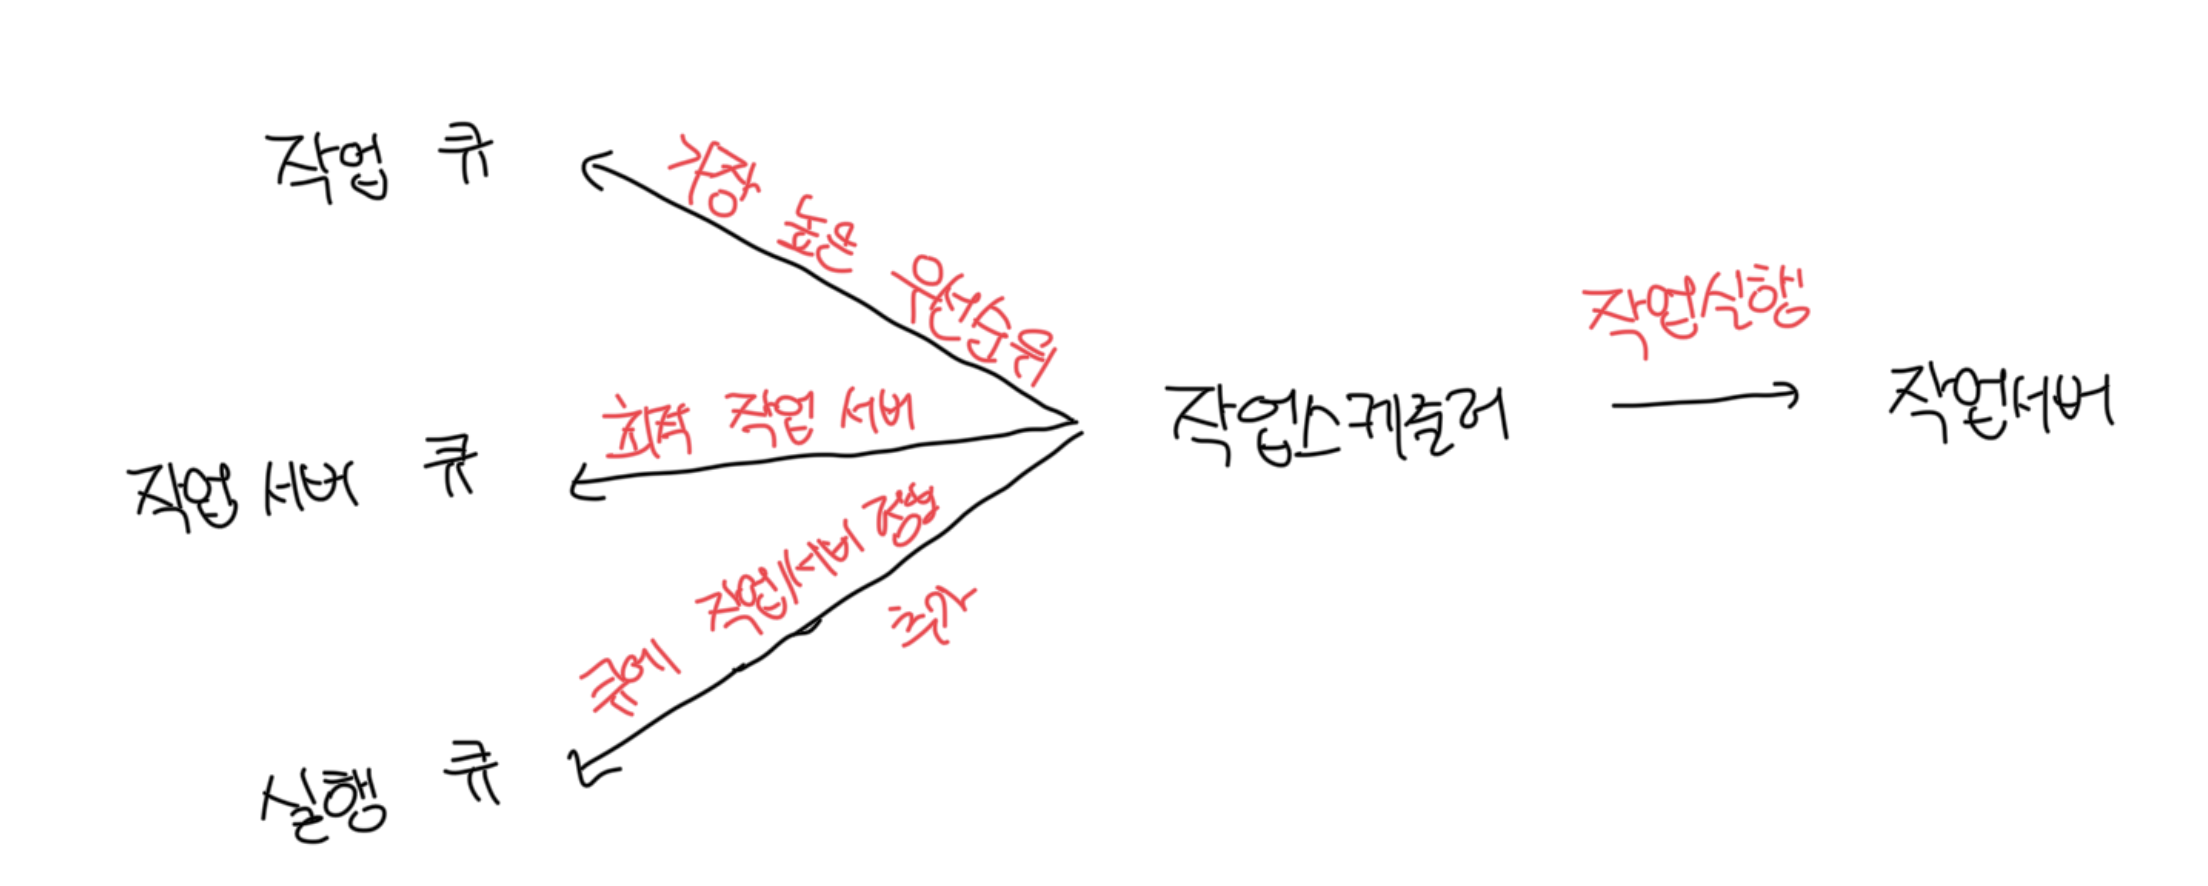 작업 큐
가장 높은 우선순위
작업스케줄러
작업실행
작업서버
최적 작업 서버
작업 서버 큐
큐에 작업/서버 정보
추가
실행 큐